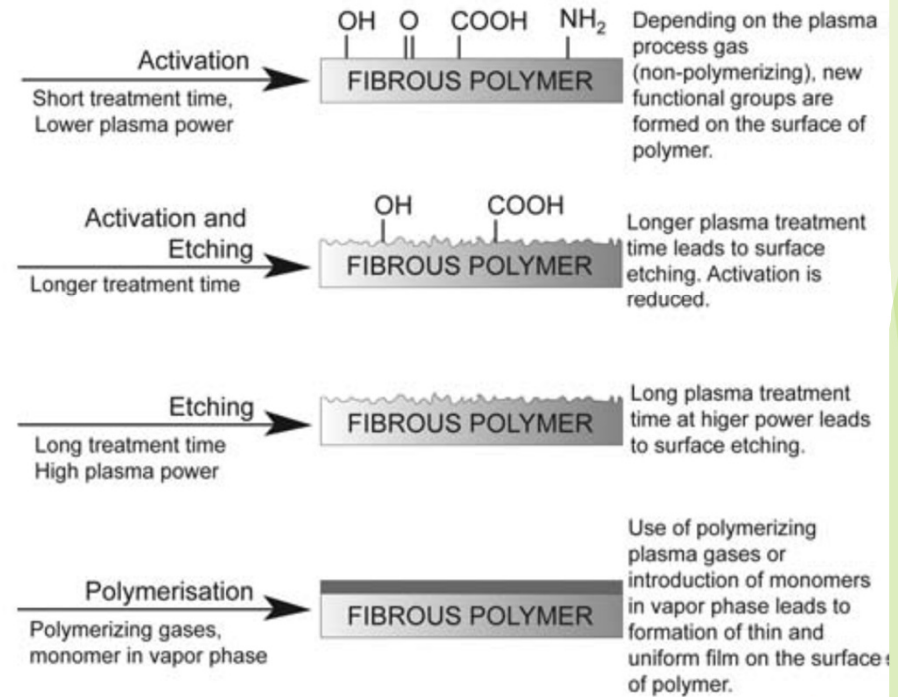 OH O COOH NH2
Activation
Short treatment time,
Lower plasma power
FIBROUS POLYMER
Depending on the plasma
process gas
(non-polymerizing), new
functional groups are
formed on the surface of
polymer.
OH COOH
Activation and
Etching
Longer treatment time
FIBROUS POLYMER
Longer plasma treatment
time leads to surface
etching. Activation is
reduced.
Etching
Long treatment time
High plasma power
FIBROUS POLYMER
Long plasma treatment
time at higer power leads
to surface etching.
Polymerisation
Polymerizing gases,
monomer in vapor phase
FIBROUS POLYMER
Use of polymerizing
plasma gases or
introduction of monomers
in vapor phase leads to
formation of thin and
uniform film on the surface
of polymer.